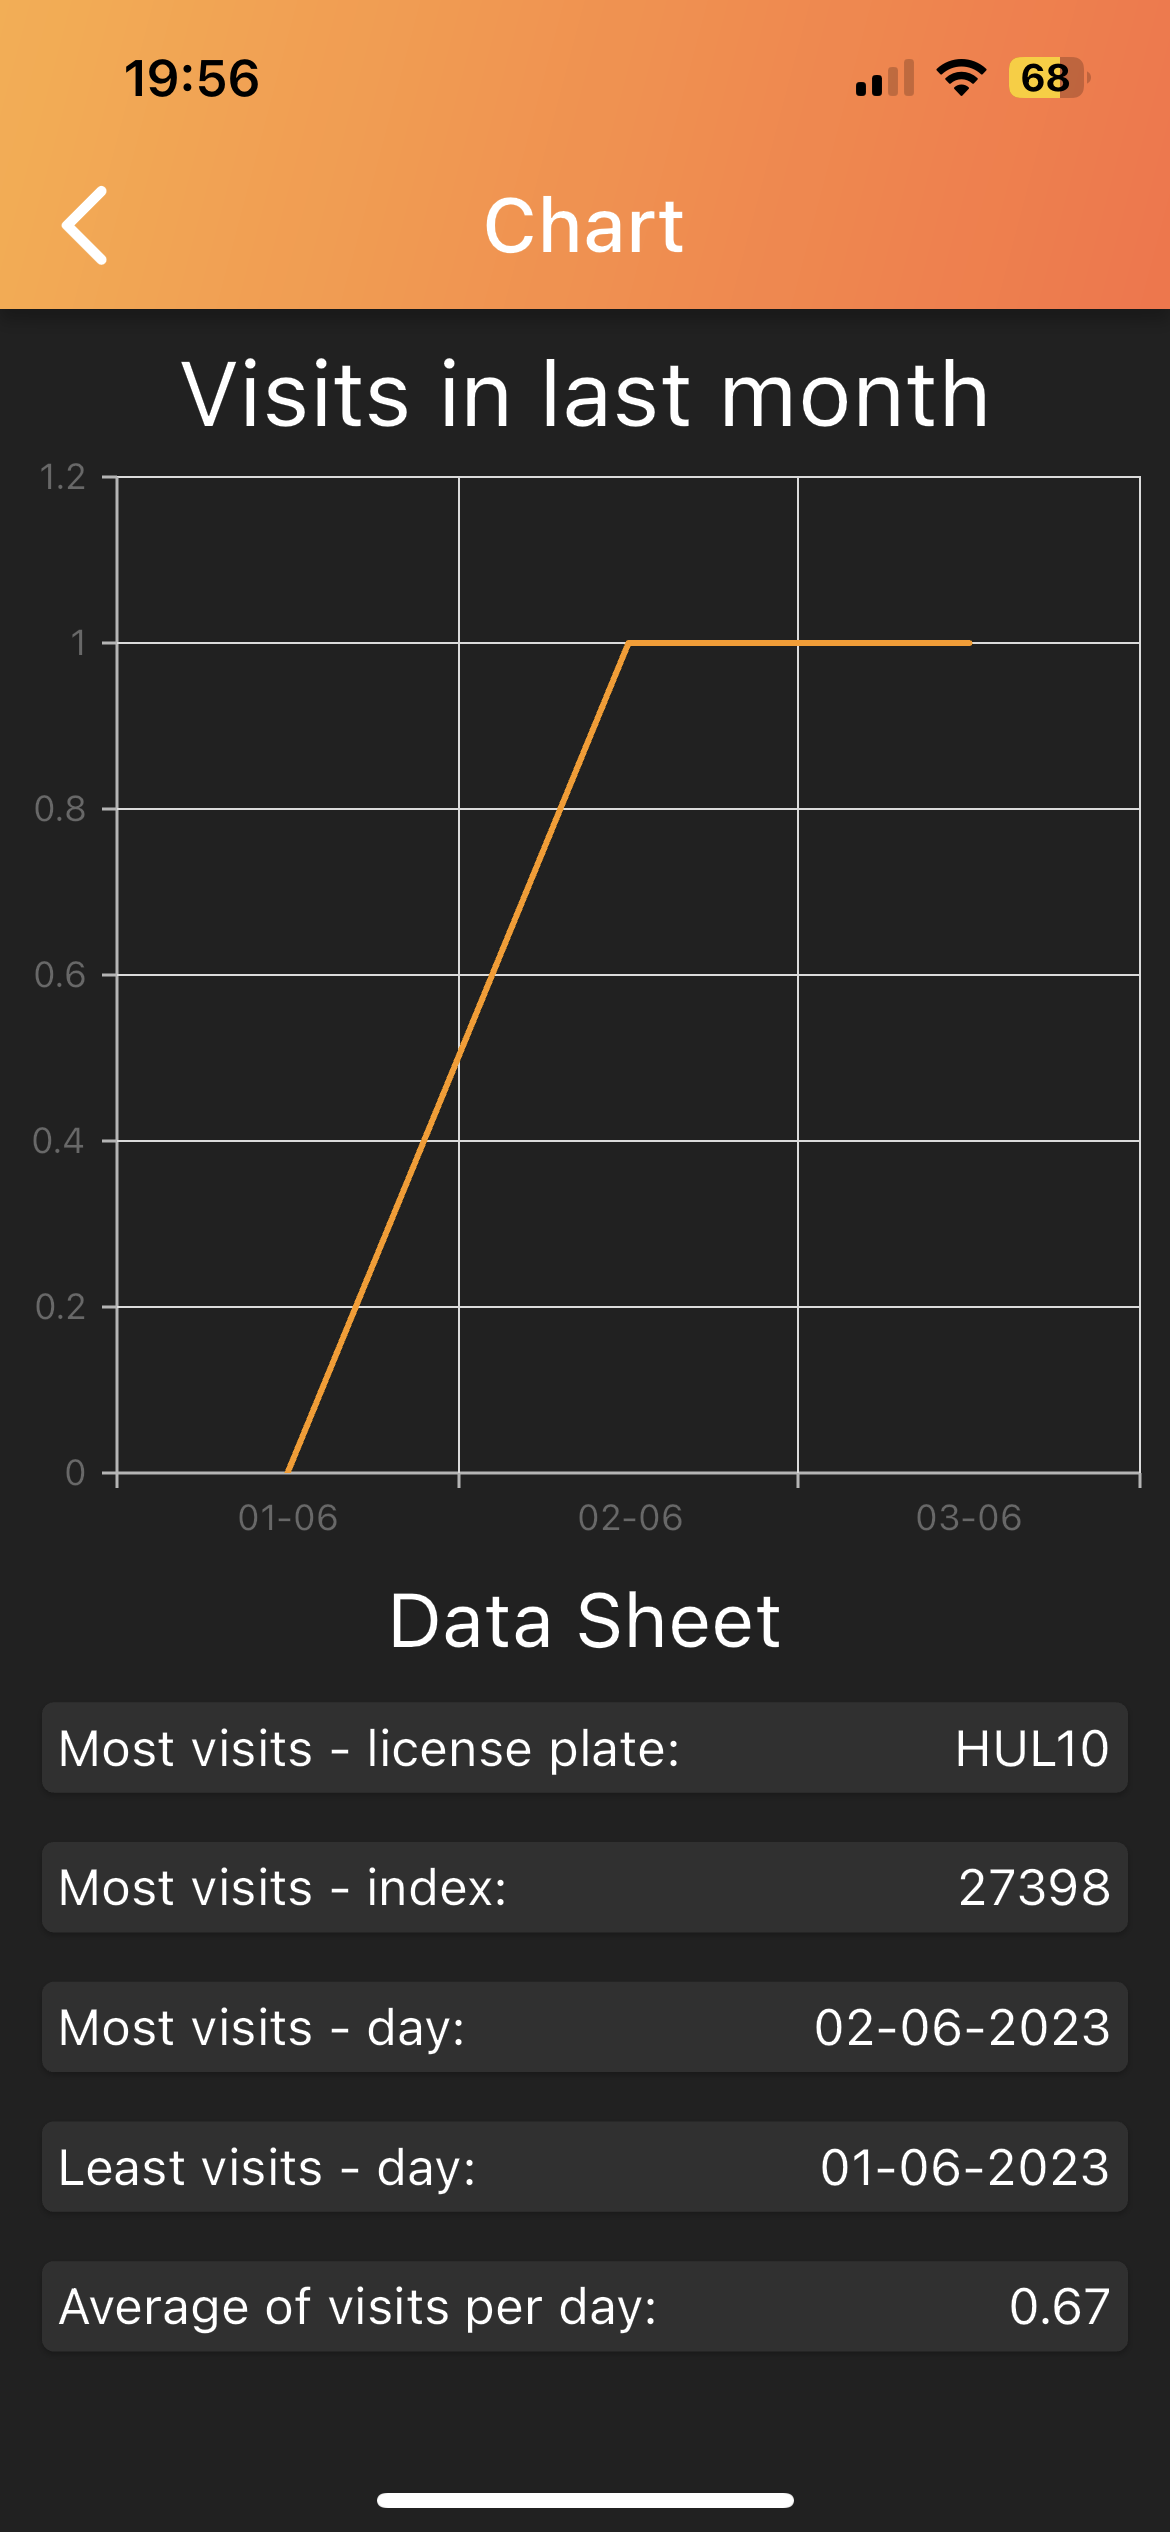 19:56 68
Chart
Visits in last month
1.2
1
0.8
0.6
0.4
0.2
0
01-06 02-06 03-06
Data Sheet
Most visits - license plate: HUL10
Most visits - index: 27398
Most visits - day: 02-06-2023
Least visits - day: 01-06-2023
Average of visits per day: 0.67